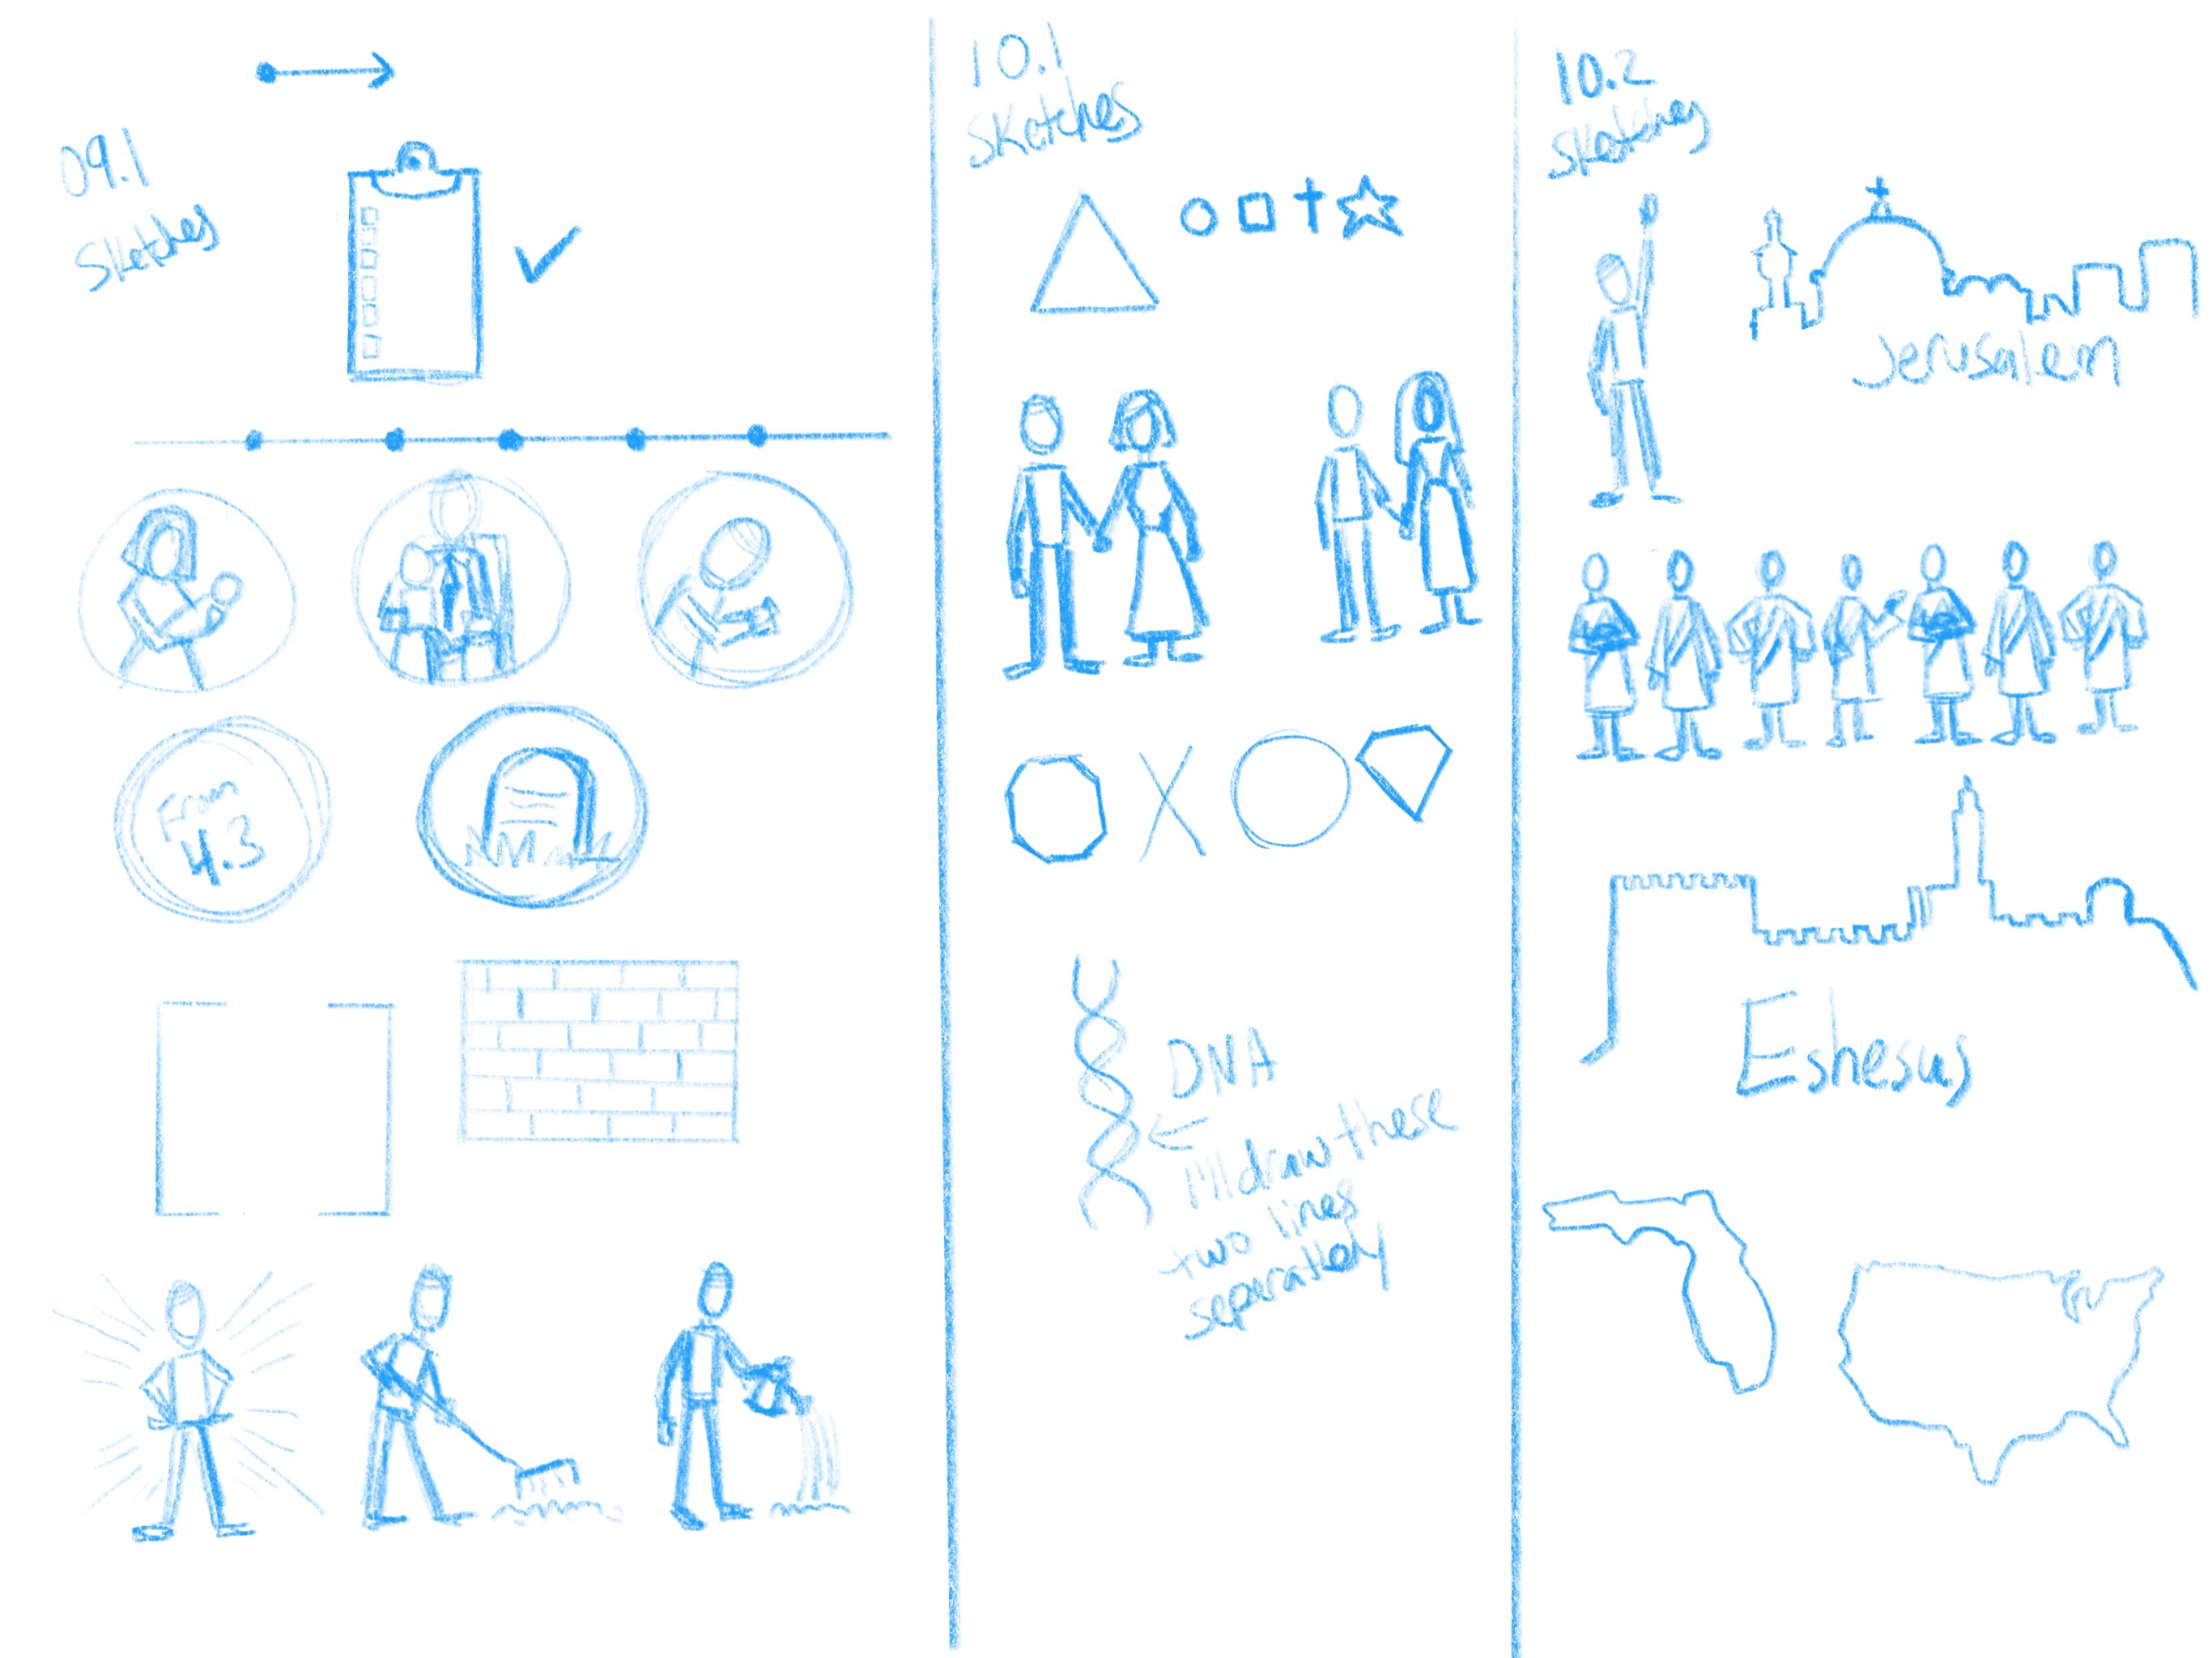 09.1
Sketches
From
4.3
10.1
Sketches
DNA
I'll draw these
two lines
separatley
10.2
Sketches
Jerusalem
Eshesus